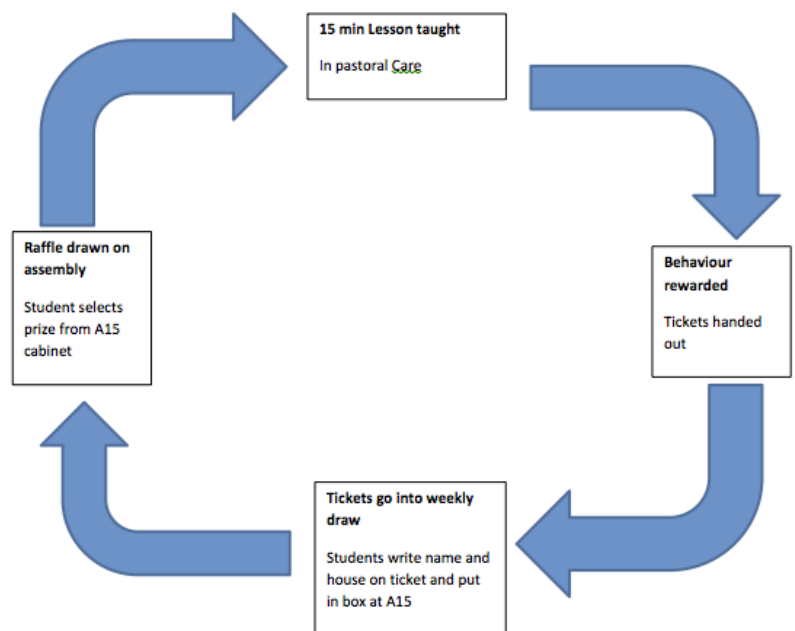 15 min Lesson taught
In pastoral Care
Behaviour
rewarded
Tickets handed
out
Tickets go into weekly
draw
Students write name and
house on ticket and put
in box at A15
Raffle drawn on
assembly
Student selects
prize from A15
cabinet